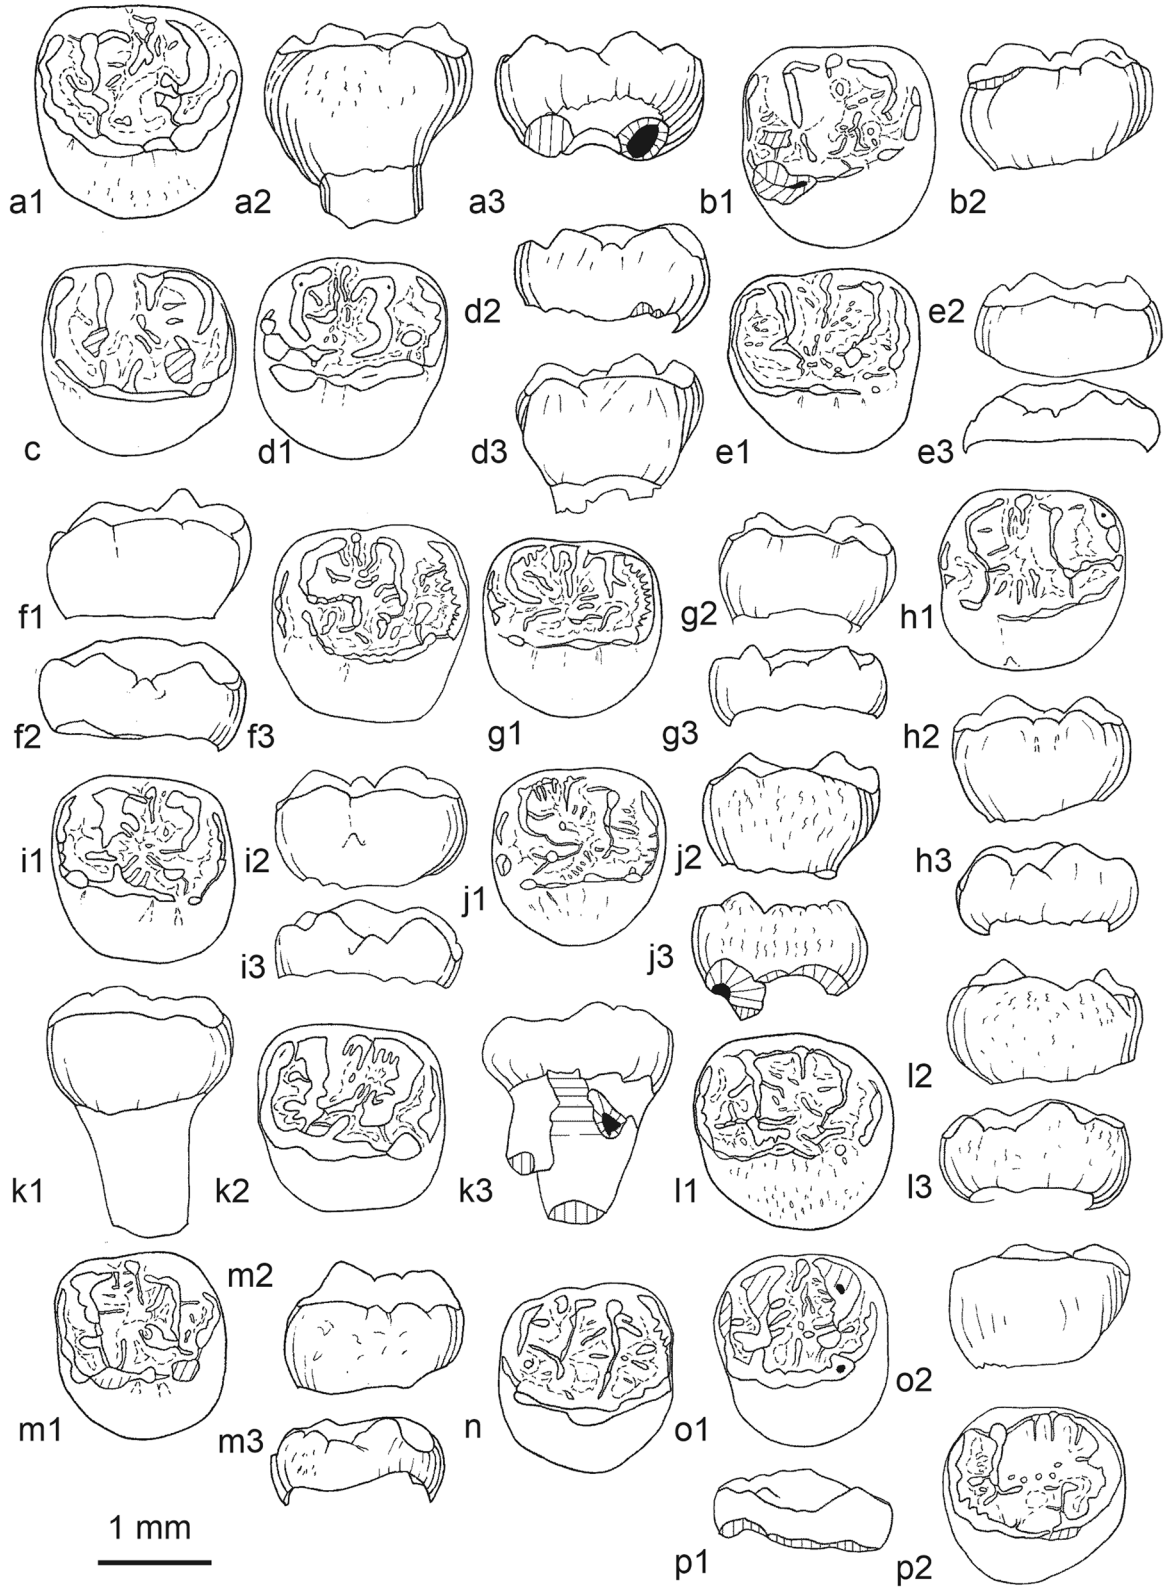 a1 a2 a3 b1 b2
d2 e2
c d1 d3 e1 e3
f1 g2 h1
f2 f3 g1 g3 h2
i1 i2 j1 j2 h3
i3 j3
l2
k1 k2 k3 l1 l3
m2
o2
m1 m3 n o1
1 mm
p1 p2